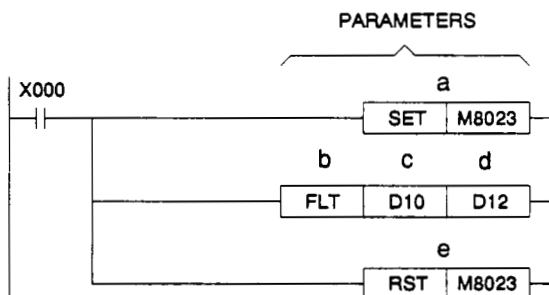 PARAMETERS
X000
a
SET M8023
b c d
FLT D10 D12
e
RST M8023